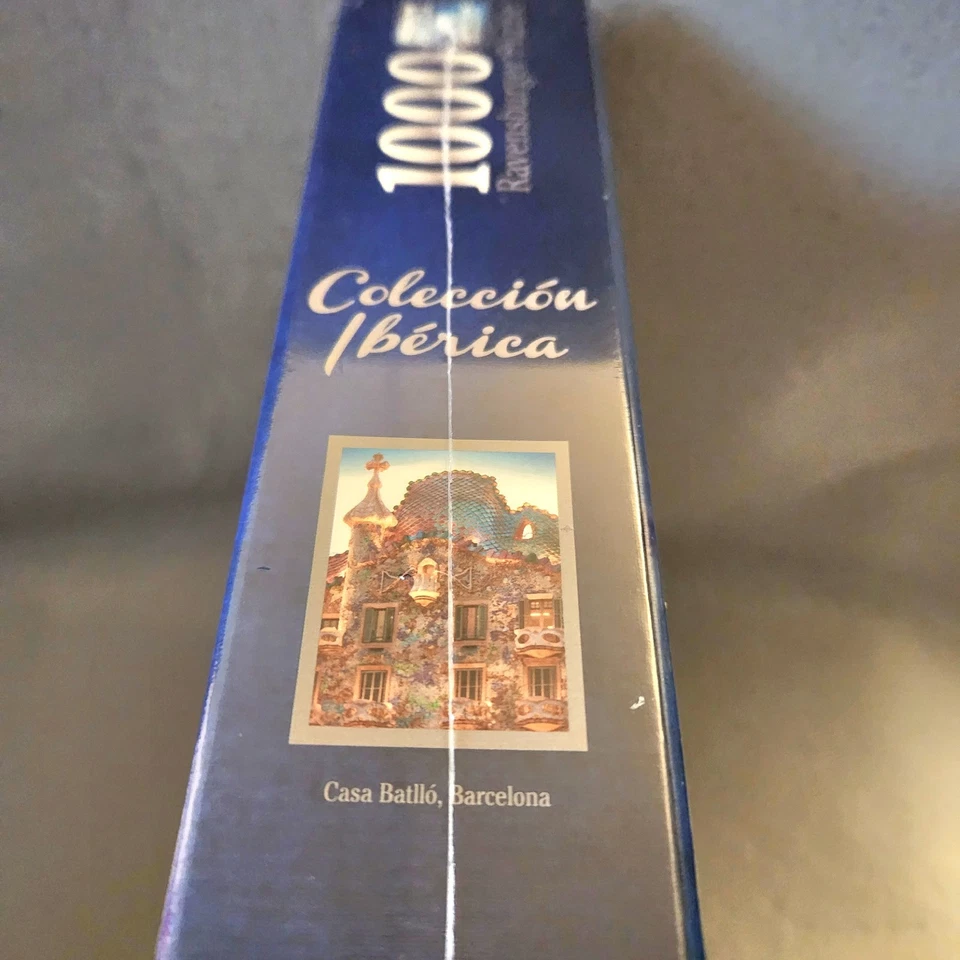 1000
Ravensburger
Colección
Ibérica
Casa Batlló, Barcelona